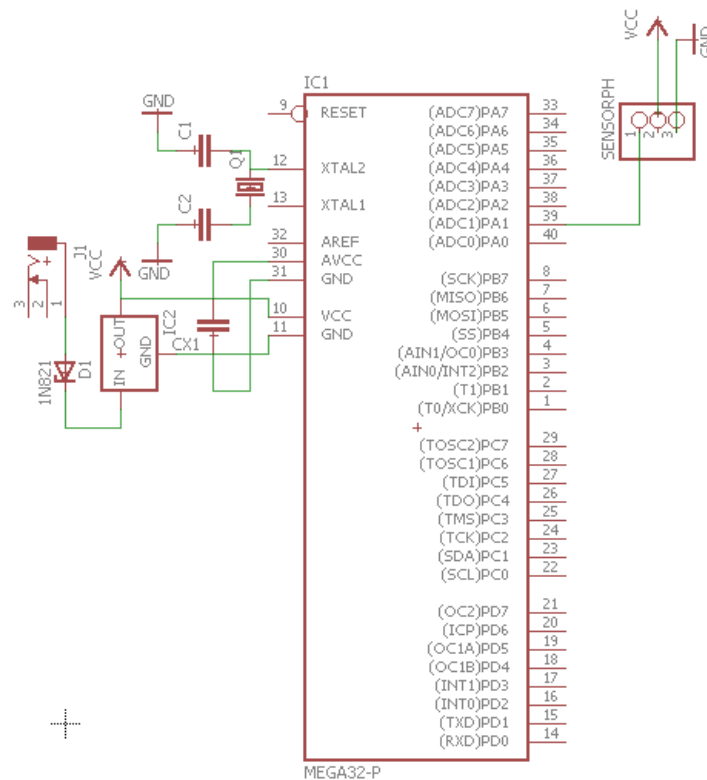 IC1
9 RESET
12 XTAL2
13 XTAL1
32 AREF
30 AVCC
31 GND
10 VCC
11 GND
(ADC7)PA7 33
(ADC6)PA6 34
(ADC5)PA5 35
(ADC4)PA4 36
(ADC3)PA3 37
(ADC2)PA2 38
(ADC1)PA1 39
(ADC0)PA0 40
(SCK)PB7 8
(MISO)PB6 7
(MOSI)PB5 6
(SS)PB4 5
(AIN1/OC0)PB3 4
(AIN0/INT2)PB2 3
(T1)PB1 2
(T0/XCK)PB0 1
(TOSC2)PC7 29
(TOSC1)PC6 28
(TDI)PC5 27
(TDO)PC4 26
(TMS)PC3 25
(TCK)PC2 24
(SDA)PC1 23
(SCL)PC0 22
(OC2)PD7 21
(ICP)PD6 20
(OC1A)PD5 19
(OC1B)PD4 18
(INT1)PD3 17
(INT0)PD2 16
(TXD)PD1 15
(RXD)PD0 14
MEGA32-P
GND
C1
Q1
C2
GND
J1
VCC
3 2 1
OUT
IC2
GND
IN
CX1
1N821
D1
VCC
GND
SENSORPH
1 2 3